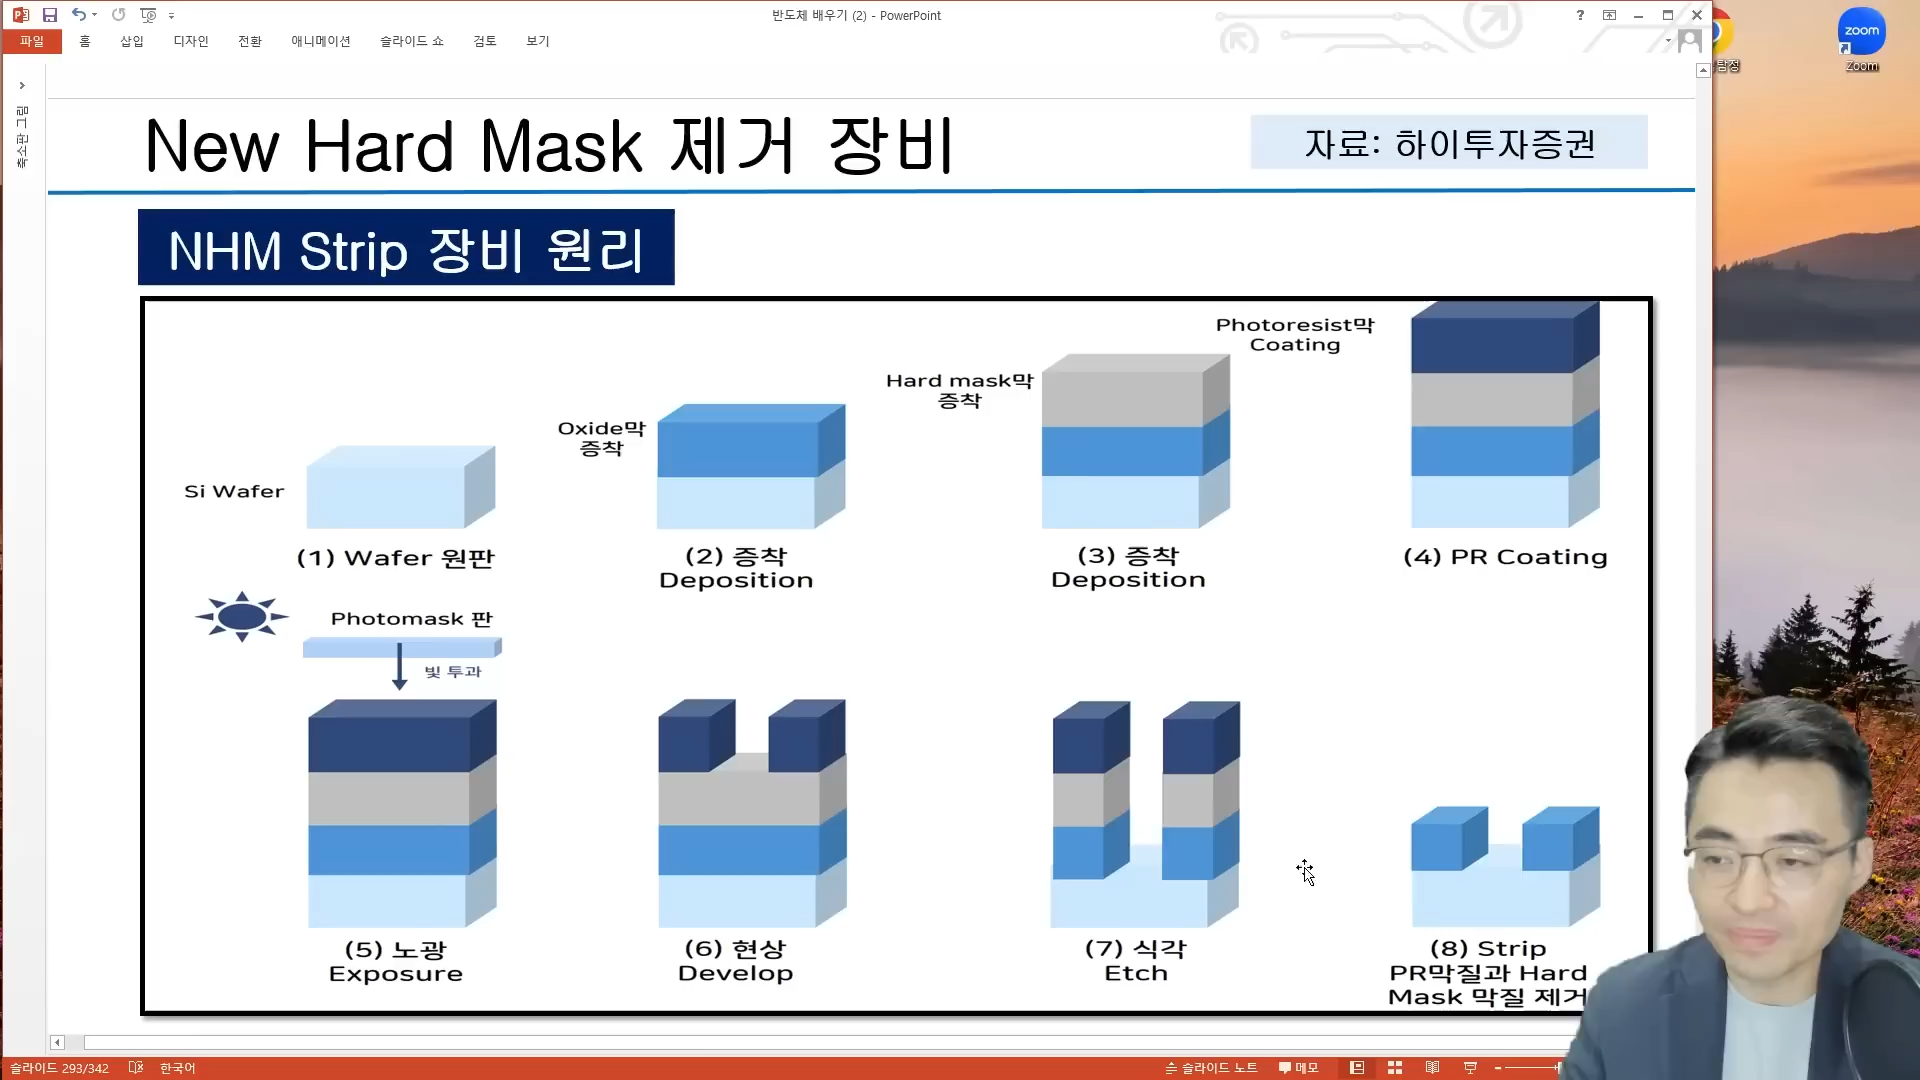 반도체 배우기 (2) - PowerPoint
?
Zoom
zoom
탐정
파일 홈 삽입 디자인 전환 애니메이션 슬라이드 쇼 검토 보기
축소판 그림
New Hard Mask 제거 장비
자료: 하이투자증권
NHM Strip 장비 원리
Si Wafer
(1) Wafer 원판
Oxide막
증착
(2) 증착
Deposition
Hard mask막
증착
(3) 증착
Deposition
Photoresist막
Coating
(4) PR Coating
Photomask 판
빛 투과
(5) 노광
Exposure
(6) 현상
Develop
(7) 식각
Etch
(8) Strip
PR막질과 Hard
Mask 막질 제거
슬라이드 293/342 한국어 슬라이드 노트 메모